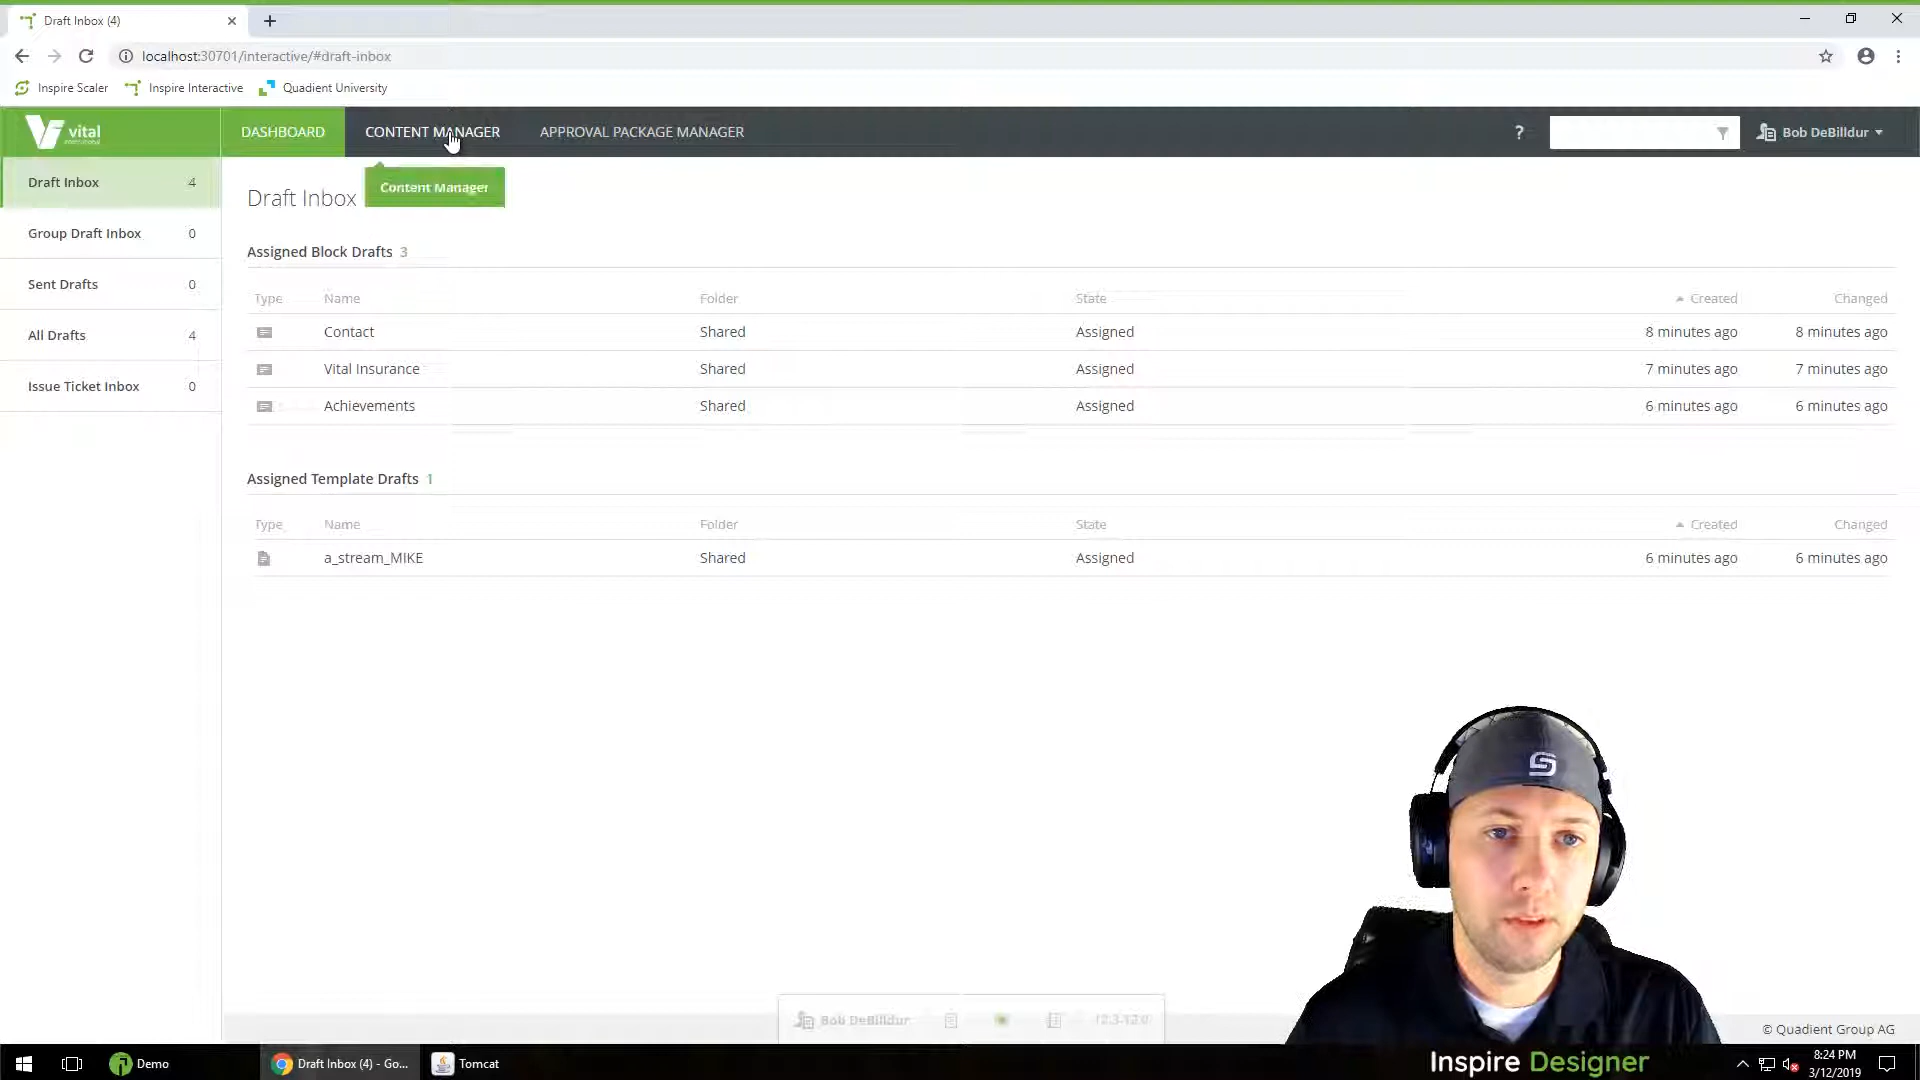 Draft Inbox (4)
localhost:30701/interactive/#draft-inbox
Inspire Scaler
Inspire Interactive
Quadient University
vital
DASHBOARD
CONTENT MANAGER
APPROVAL PACKAGE MANAGER
?
Bob DeBilldur
Content Manager
Draft Inbox 4
Group Draft Inbox 0
Sent Drafts 0
All Drafts 4
Issue Ticket Inbox 0
Draft Inbox
Assigned Block Drafts 3
Type Name Folder State Created Changed
Contact Shared Assigned 8 minutes ago 8 minutes ago
Vital Insurance Shared Assigned 7 minutes ago 7 minutes ago
Achievements Shared Assigned 6 minutes ago 6 minutes ago
Assigned Template Drafts 1
Type Name Folder State Created Changed
a_stream_MIKE Shared Assigned 6 minutes ago 6 minutes ago
Bob DeBilldur 12.3-12.0
© Quadient Group AG
Demo
Draft Inbox (4) - Go...
Tomcat
Inspire Designer
8:24 PM
3/12/2019